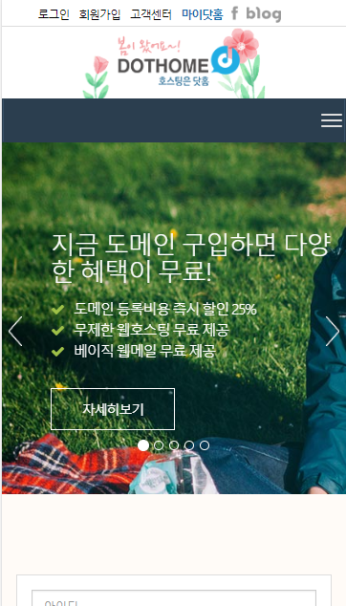 로그인 회원가입 고객센터 마이닷홈 f blog
봄이 왔어요~!
DOTHOME d
호스팅은 닷홈
지금 도메인 구입하면 다양
한 혜택이 무료!
도메인 등록비용 즉시 할인 25%
무제한 웹호스팅 무료 제공
베이직 웹메일 무료 제공
자세히보기
아이디